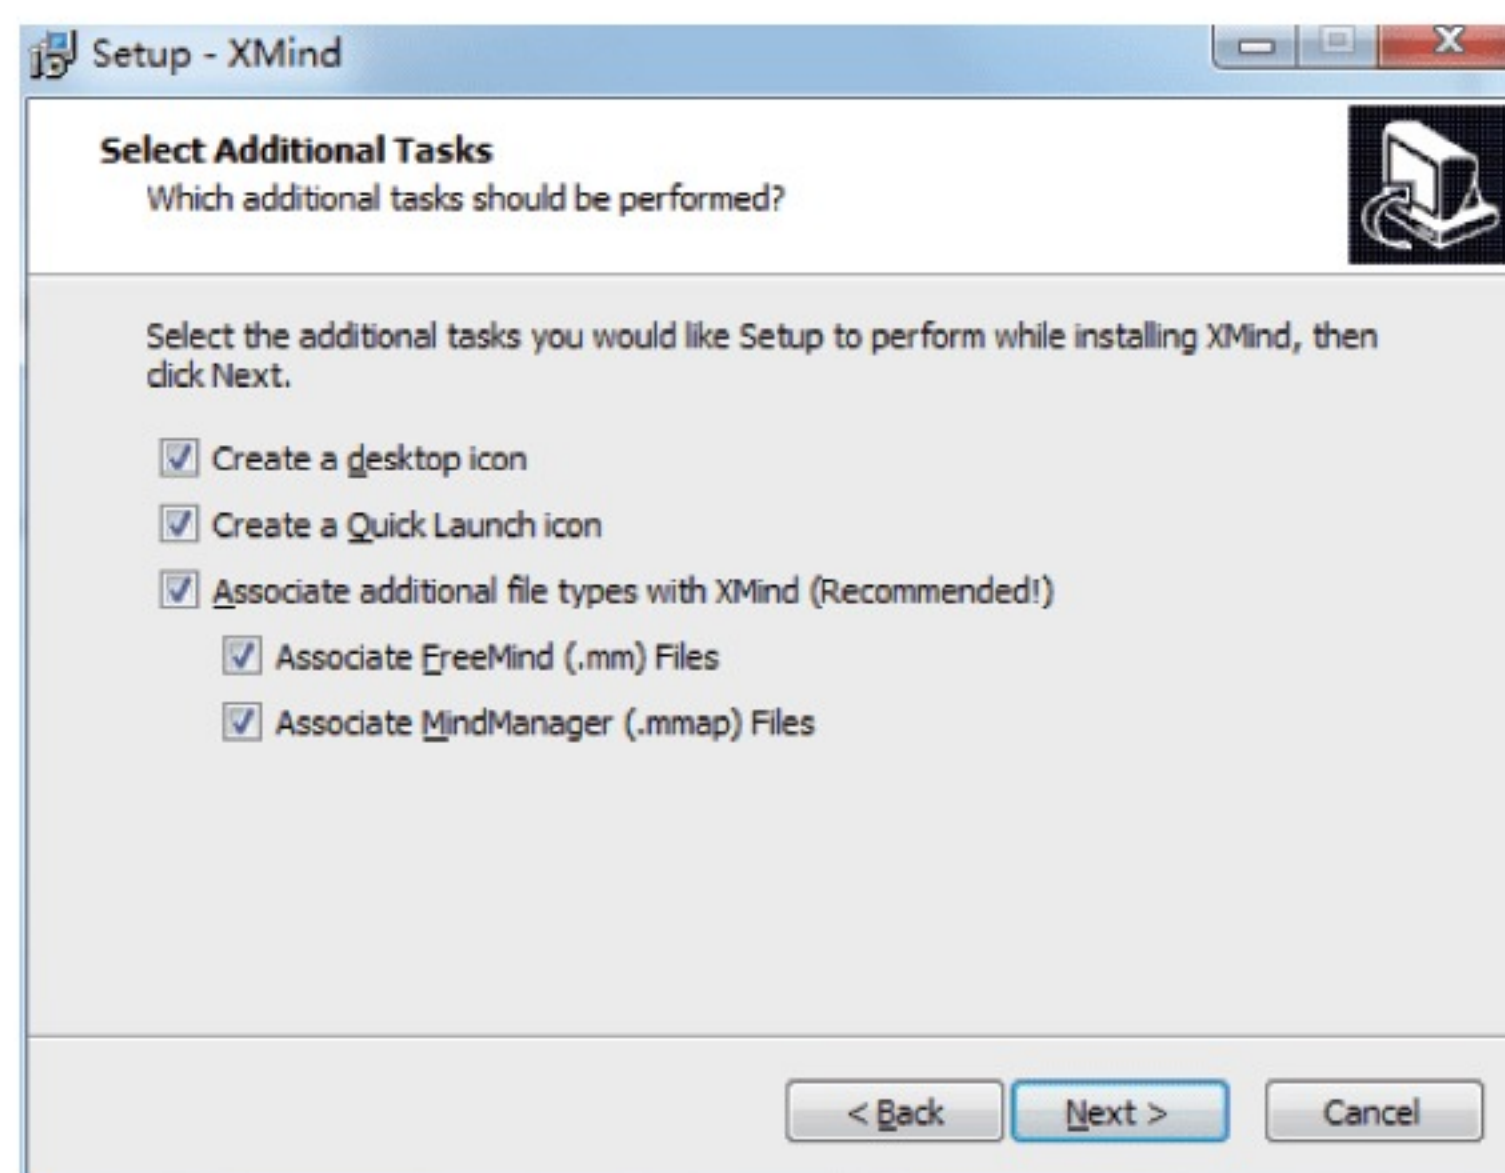 Setup - XMind
Select Additional Tasks
Which additional tasks should be performed?
Select the additional tasks you would like Setup to perform while installing XMind, then
click Next.
Create a desktop icon
Create a Quick Launch icon
Associate additional file types with XMind (Recommended!)
Associate FreeMind (.mm) Files
Associate MindManager (.mmap) Files
< Back
Next >
Cancel